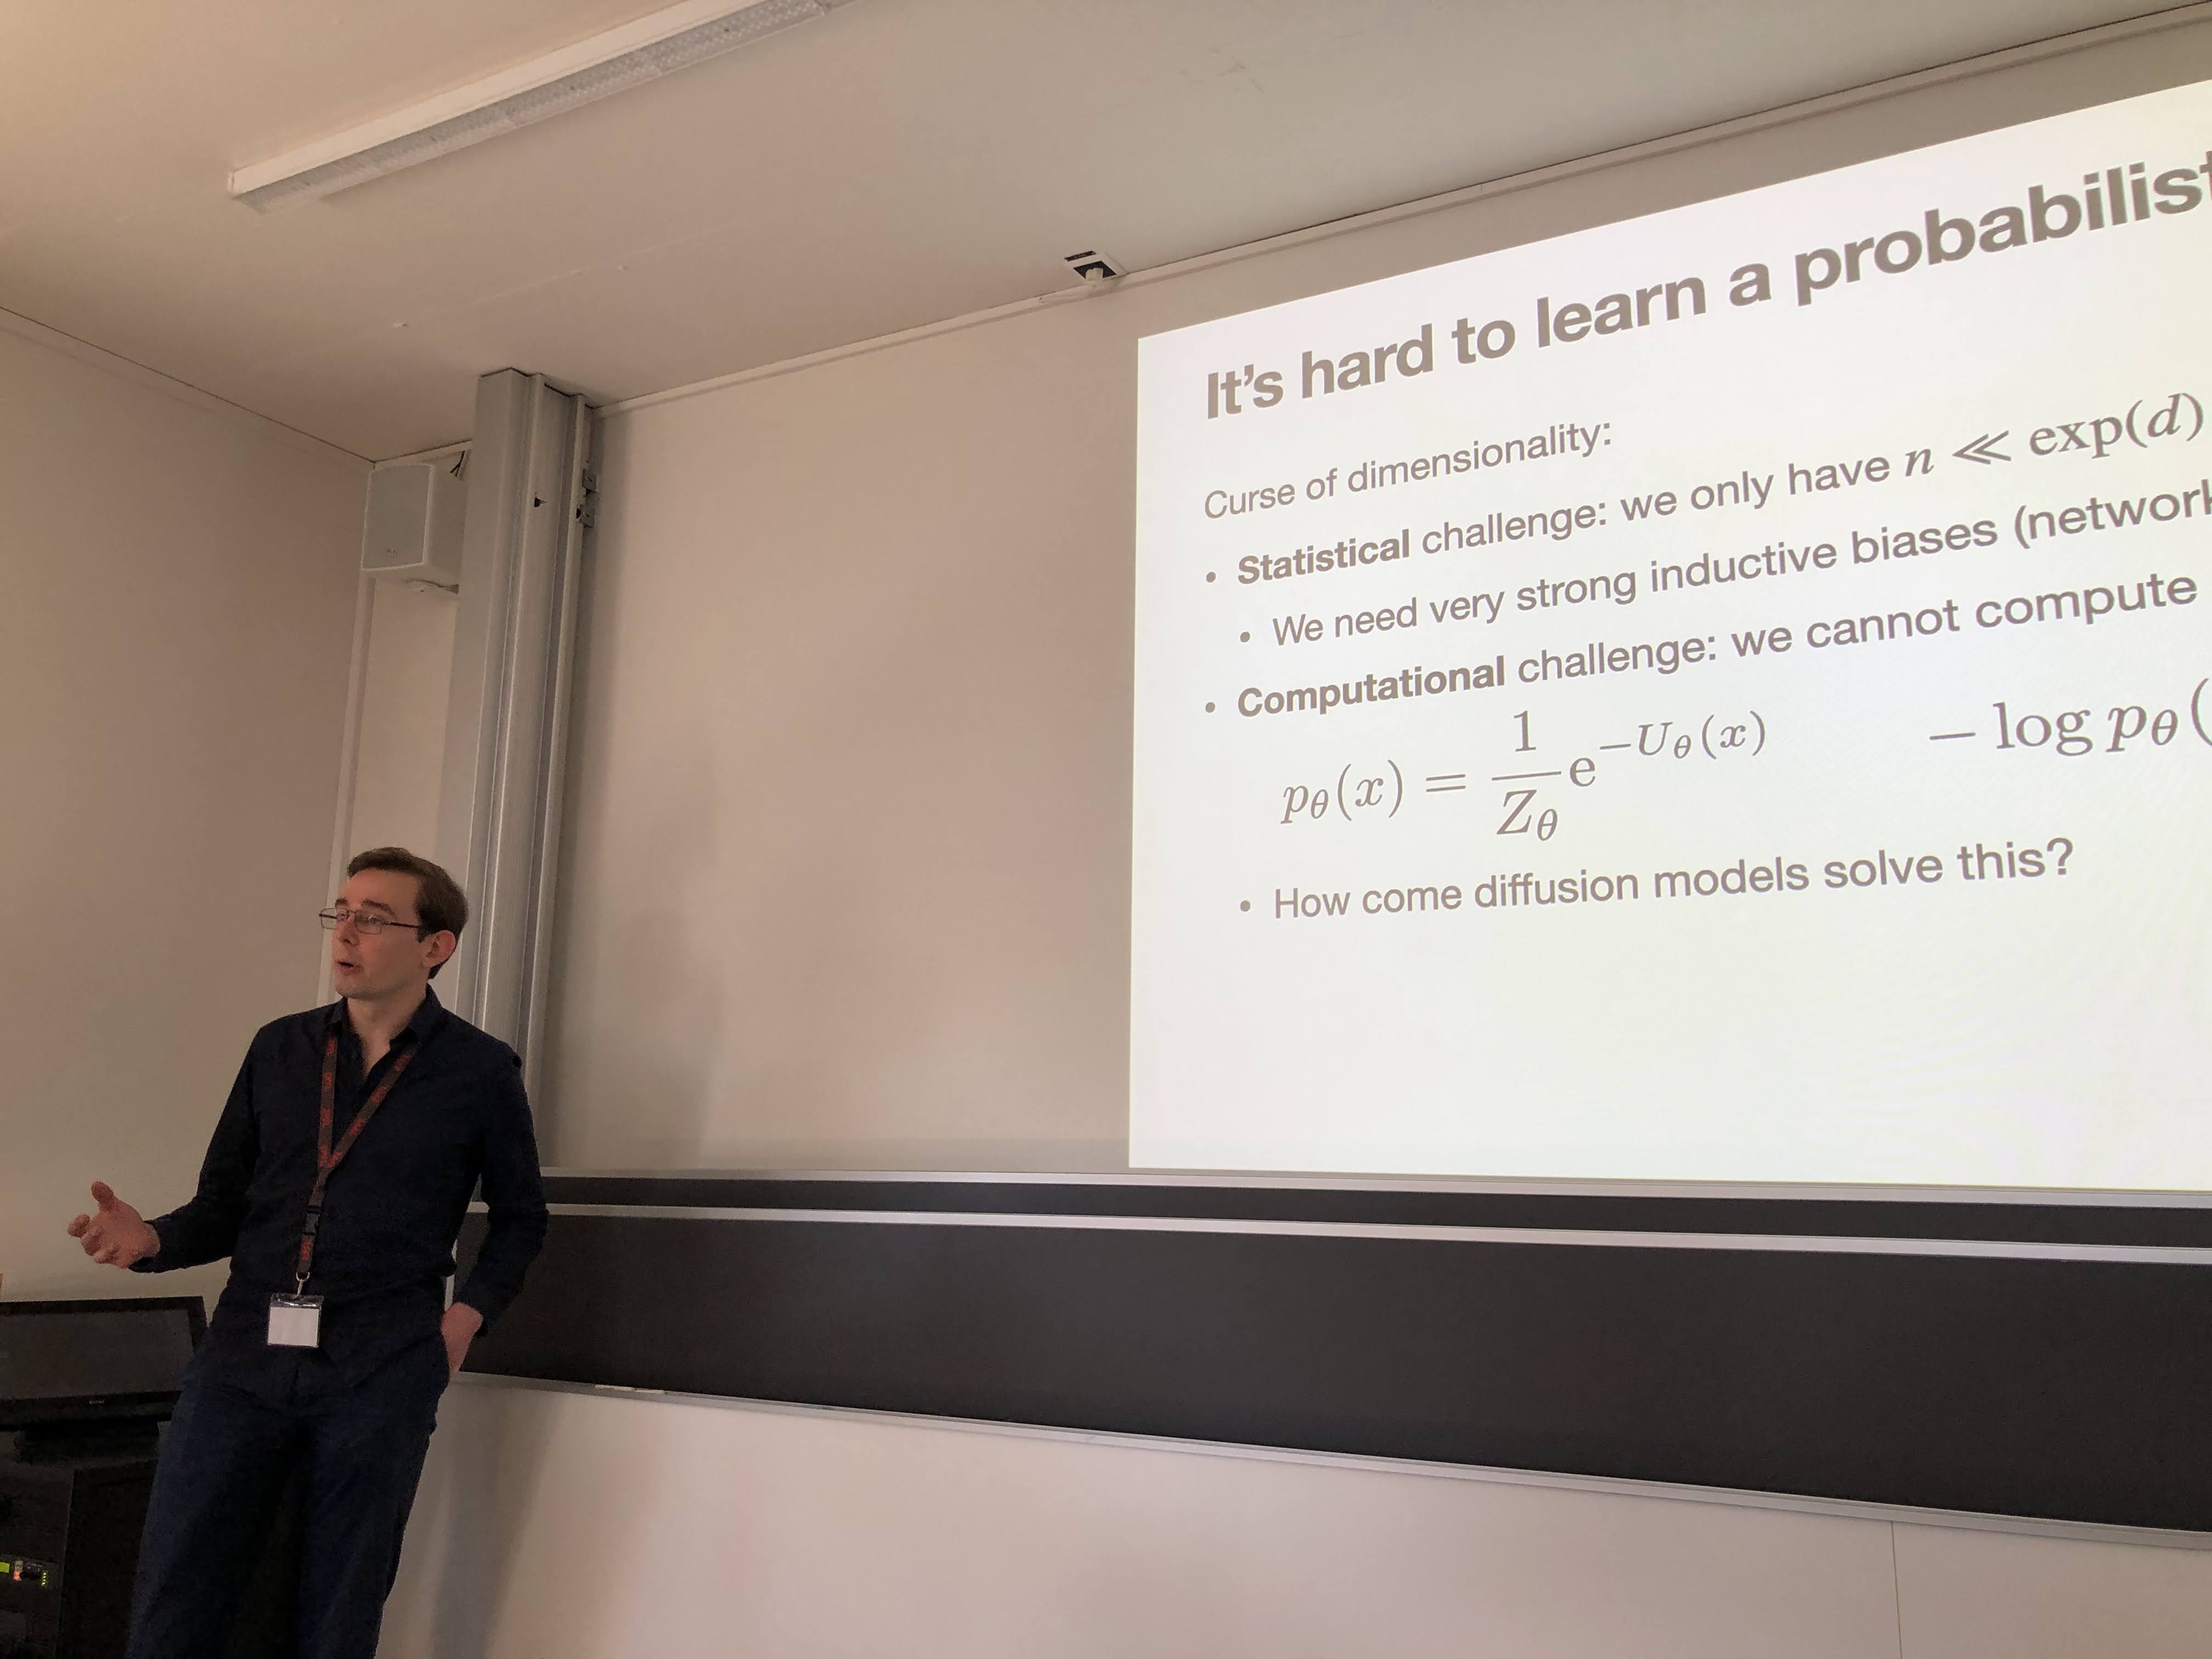 It's hard to learn a probabilist
Curse of dimensionality:
• Statistical challenge: we only have n ≪ exp(d)
• We need very strong inductive biases (network
• Computational challenge: we cannot compute
pθ(x) = 1/Zθ e^−Uθ(x)    − log pθ(
• How come diffusion models solve this?